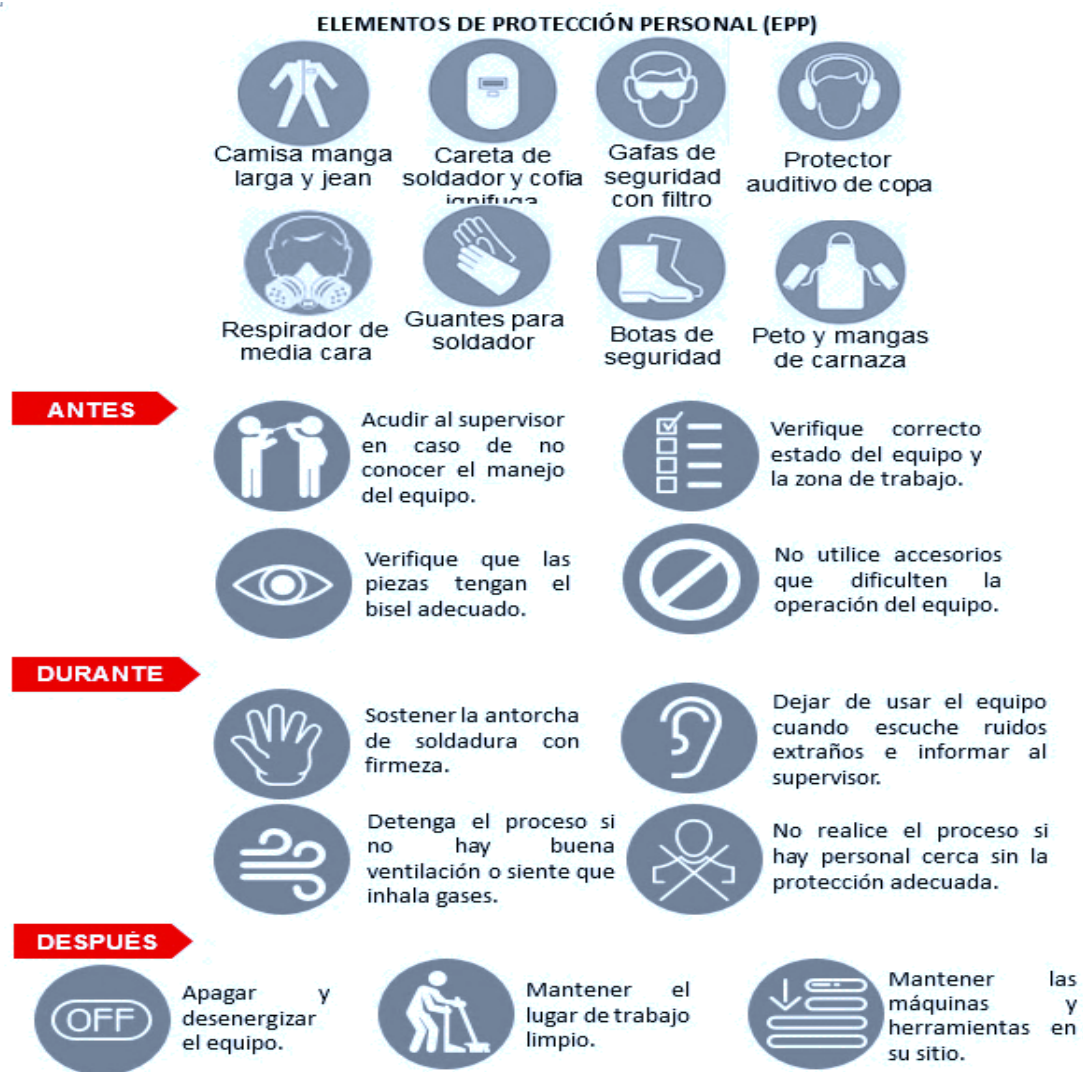 ELEMENTOS DE PROTECCIÓN PERSONAL (EPP)
Camisa manga
larga y jean
Careta de
soldador y cofia
ignifuga
Gafas de
seguridad
con filtro
Protector
auditivo de copa
Respirador de
media cara
Guantes para
soldador
Botas de
seguridad
Peto y mangas
de carnaza
ANTES
Acudir al supervisor
en caso de no
conocer el manejo
del equipo.
Verifique correcto
estado del equipo y
la zona de trabajo.
Verifique que las
piezas tengan el
bisel adecuado.
No utilice accesorios
que dificulten la
operación del equipo.
DURANTE
Sostener la antorcha
de soldadura con
firmeza.
Dejar de usar el equipo
cuando escuche ruidos
extraños e informar al
supervisor.
Detenga el proceso si
no hay buena
ventilación o siente que
inhala gases.
No realice el proceso si
hay personal cerca sin la
protección adecuada.
DESPUÉS
OFF
Apagar y
desenergizar
el equipo.
Mantener el
lugar de trabajo
limpio.
Mantener las
máquinas y
herramientas en
su sitio.